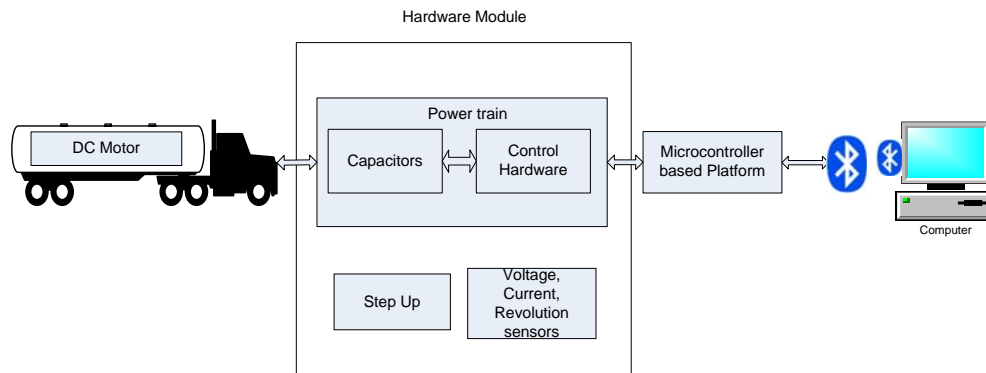 Hardware Module
Power train
DC Motor
Capacitors
Control
Hardware
Microcontroller
based Platform
Computer
Step Up
Voltage,
Current,
Revolution
sensors